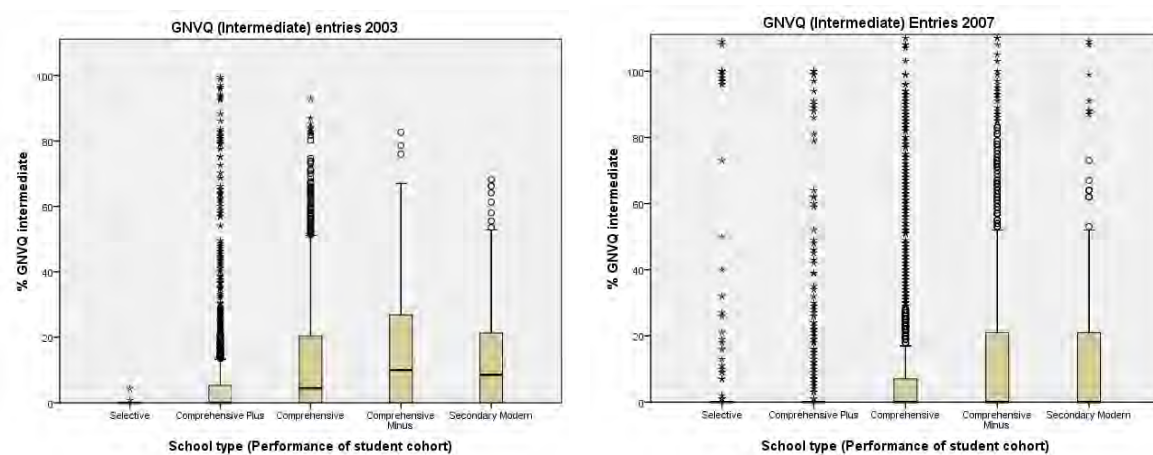 GNVQ (Intermediate) entries 2003
% GNVQ intermediate
100
80
60
40
20
0
Selective
Comprehensive Plus
Comprehensive
Comprehensive
Minus
Secondary Modern
School type (Performance of student cohort)
GNVQ (Intermediate) Entries 2007
% GNVQ intermediate
100
80
60
40
20
0
Selective
Comprehensive Plus
Comprehensive
Comprehensive
Minus
Secondary Modern
School type (Performance of student cohort)